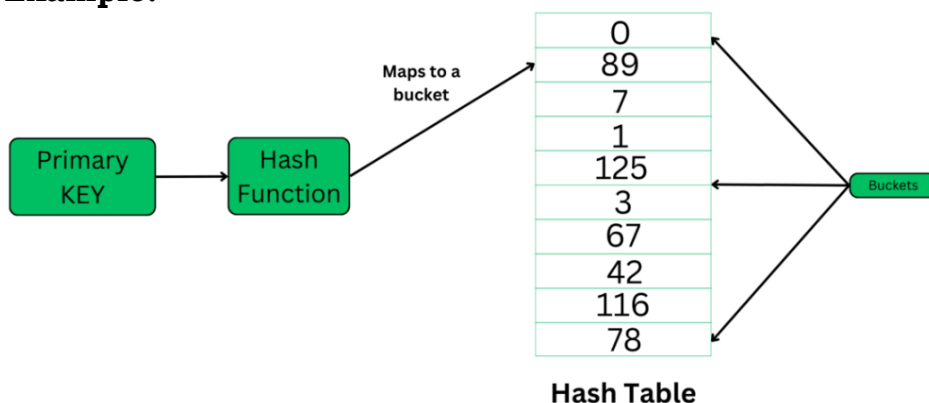 Example:
Primary
KEY
Hash
Function
Maps to a
bucket
0
89
7
1
125
3
67
42
116
78
Buckets
Hash Table